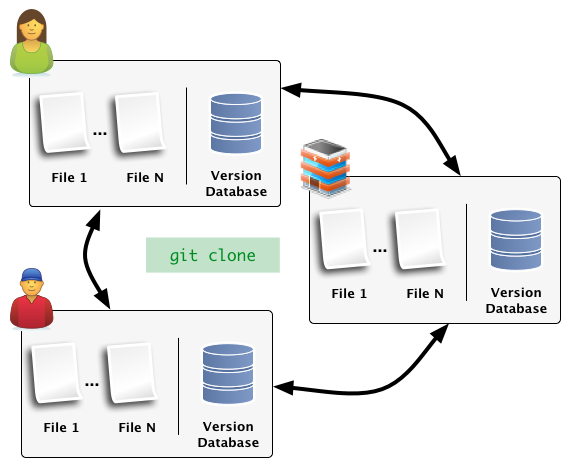 ... 
File 1 File N
Version
Database
...
File 1 File N
Version
Database
git clone
...
File 1 File N
Version
Database